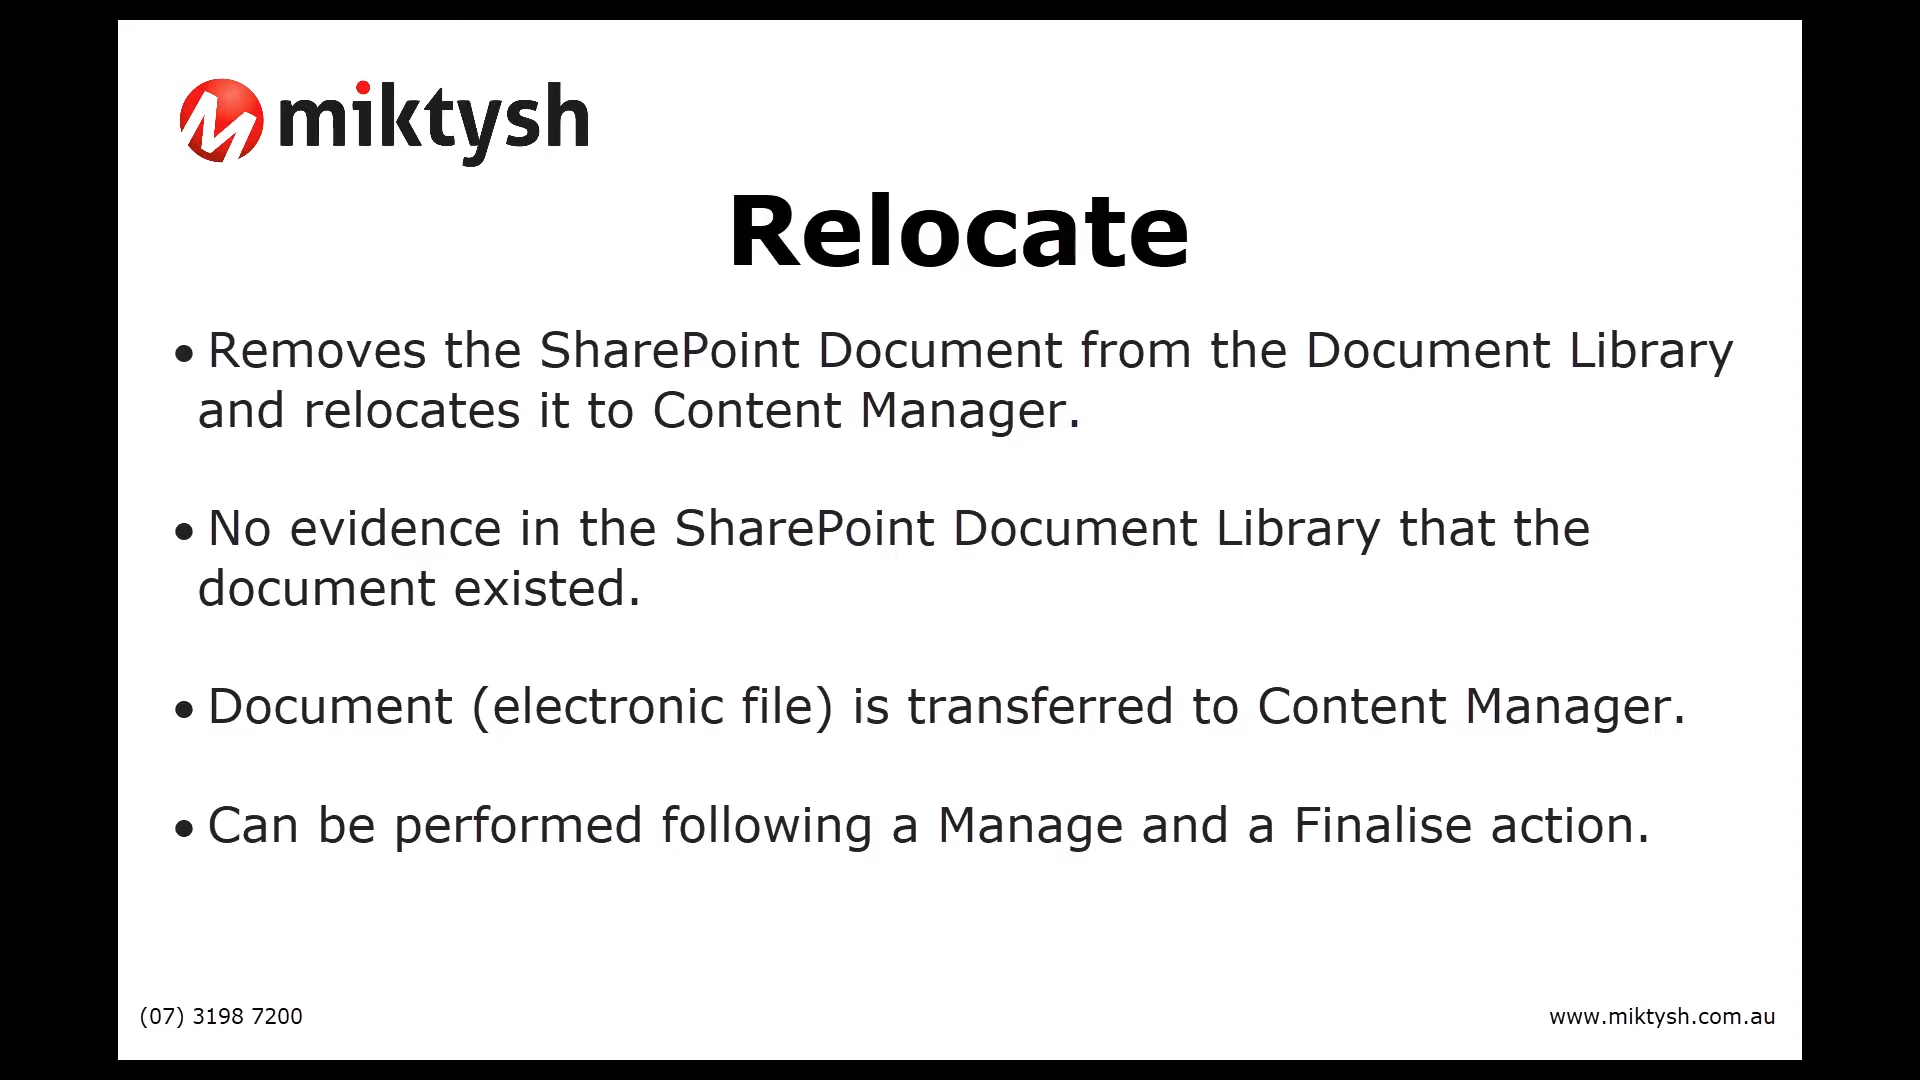 miktysh
Relocate
• Removes the SharePoint Document from the Document Library
and relocates it to Content Manager.
• No evidence in the SharePoint Document Library that the
document existed.
• Document (electronic file) is transferred to Content Manager.
• Can be performed following a Manage and a Finalise action.
(07) 3198 7200
www.miktysh.com.au